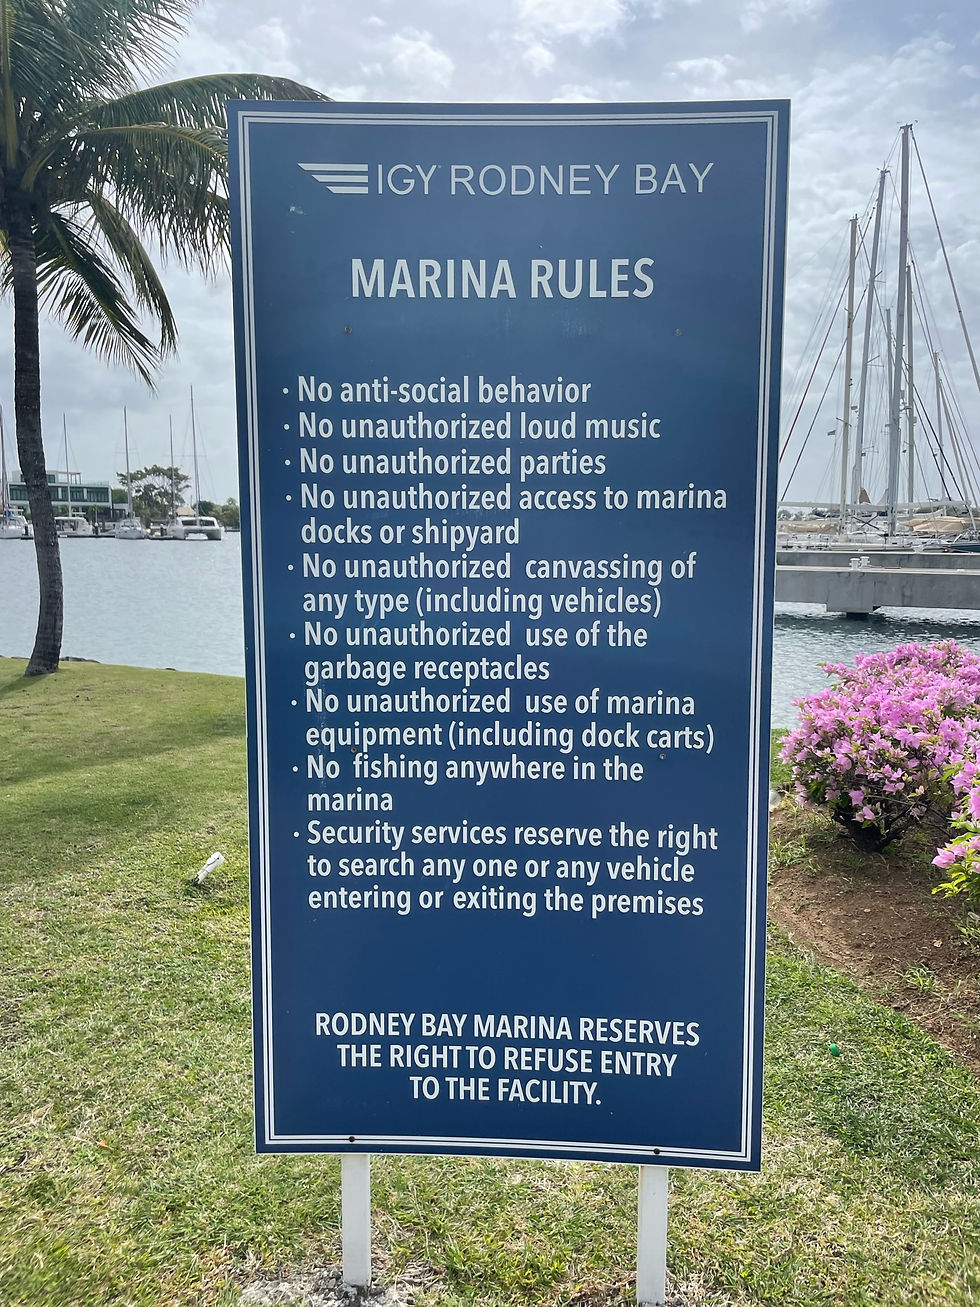 IGY RODNEY BAY
MARINA RULES
· No anti-social behavior
· No unauthorized loud music
· No unauthorized parties
· No unauthorized access to marina
docks or shipyard
· No unauthorized canvassing of
any type (including vehicles)
· No unauthorized use of the
garbage receptacles
· No unauthorized use of marina
equipment (including dock carts)
· No fishing anywhere in the
marina
· Security services reserve the right
to search any one or any vehicle
entering or exiting the premises
RODNEY BAY MARINA RESERVES
THE RIGHT TO REFUSE ENTRY
TO THE FACILITY.